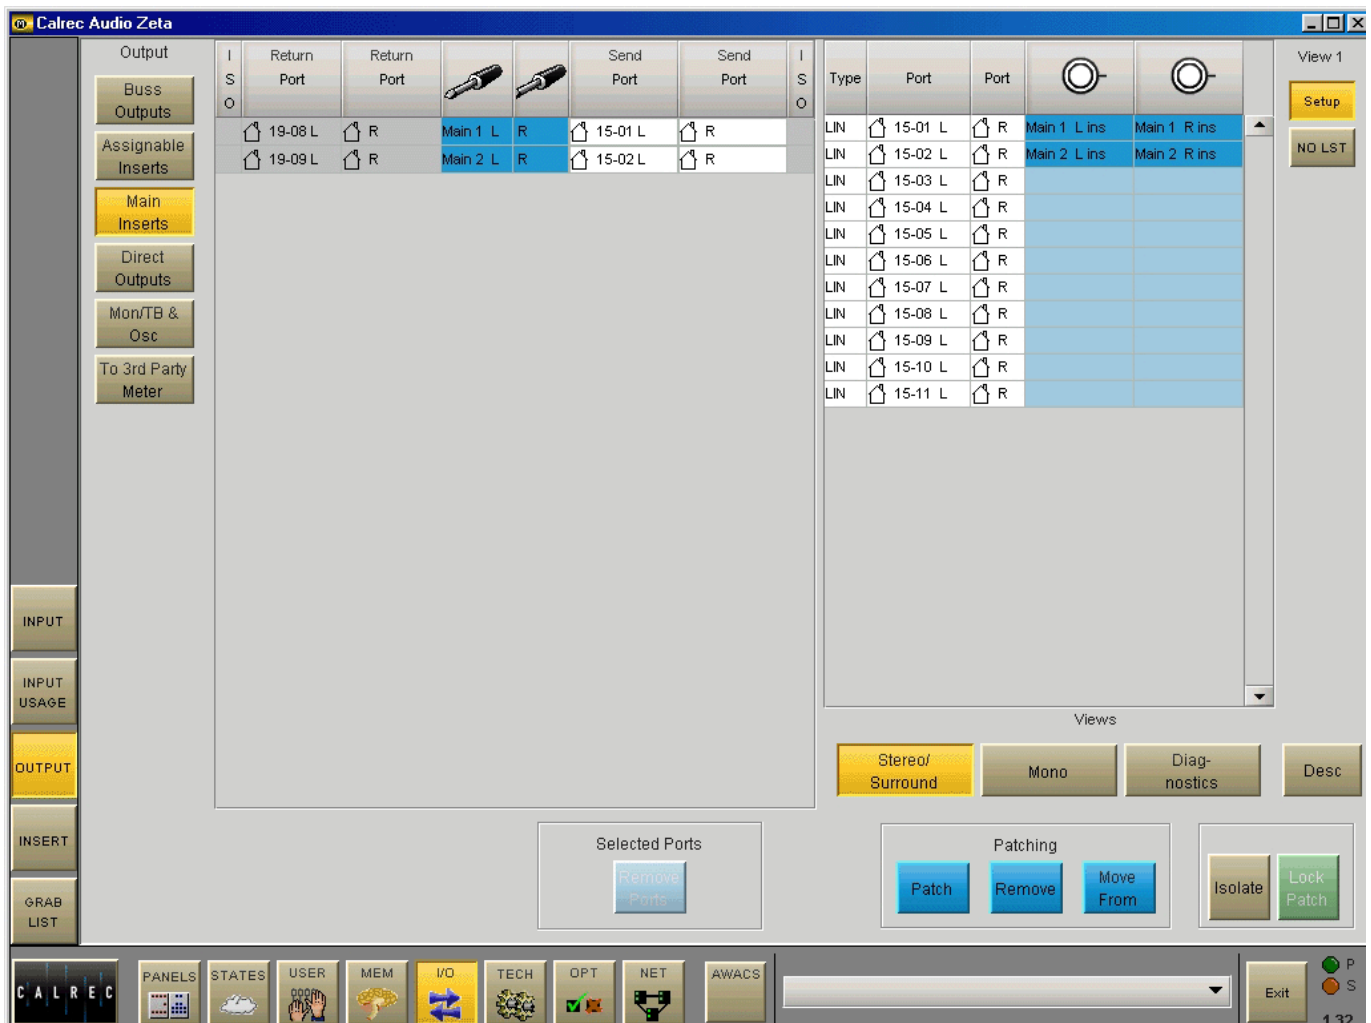 Calrec Audio Zeta
Output
Buss
Outputs
Assignable
Inserts
Main
Inserts
Direct
Outputs
Mon/TB &
Osc
To 3rd Party
Meter
I S O Return Port Return Port Send Port Send Port I S O
19-08 L R Main 1 L R 15-01 L R
19-09 L R Main 2 L R 15-02 L R
Type Port Port
LIN 15-01 L R Main 1 L ins Main 1 R ins
LIN 15-02 L R Main 2 L ins Main 2 R ins
LIN 15-03 L R
LIN 15-04 L R
LIN 15-05 L R
LIN 15-06 L R
LIN 15-07 L R
LIN 15-08 L R
LIN 15-09 L R
LIN 15-10 L R
LIN 15-11 L R
View 1
Setup
NO LST
INPUT
INPUT
USAGE
OUTPUT
INSERT
GRAB
LIST
Views
Stereo/
Surround
Mono
Diag-
nostics
Desc
Selected Ports
Remove
Ports
Patching
Patch
Remove
Move
From
Isolate
Lock
Patch
CALREC
PANELS
STATES
USER
MEM
I/O
TECH
OPT
NET
AWACS
Exit
P
S
1.32